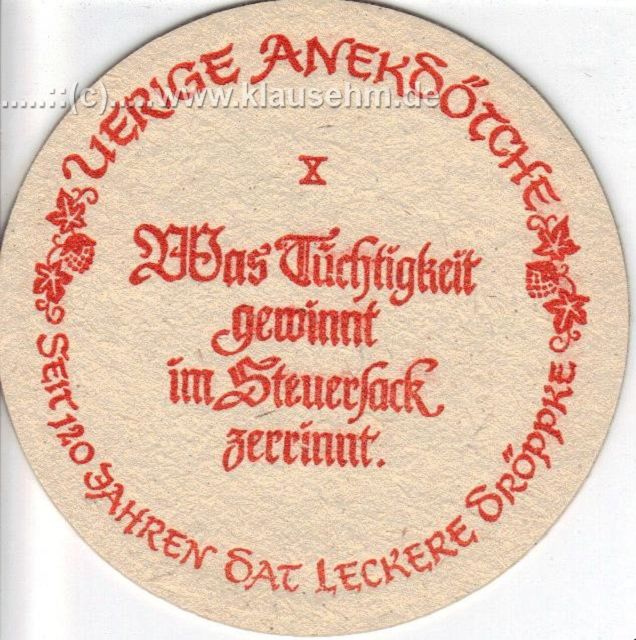 UERIGE ANEKDÖTCHE
......::(c).....www.klausehm.de
X
Was Tüchtigkeit
gewinnt
im Steuersack
zerrinnt.
SEIT 120 JAHREN DAT LECKERE DRÖPPKE